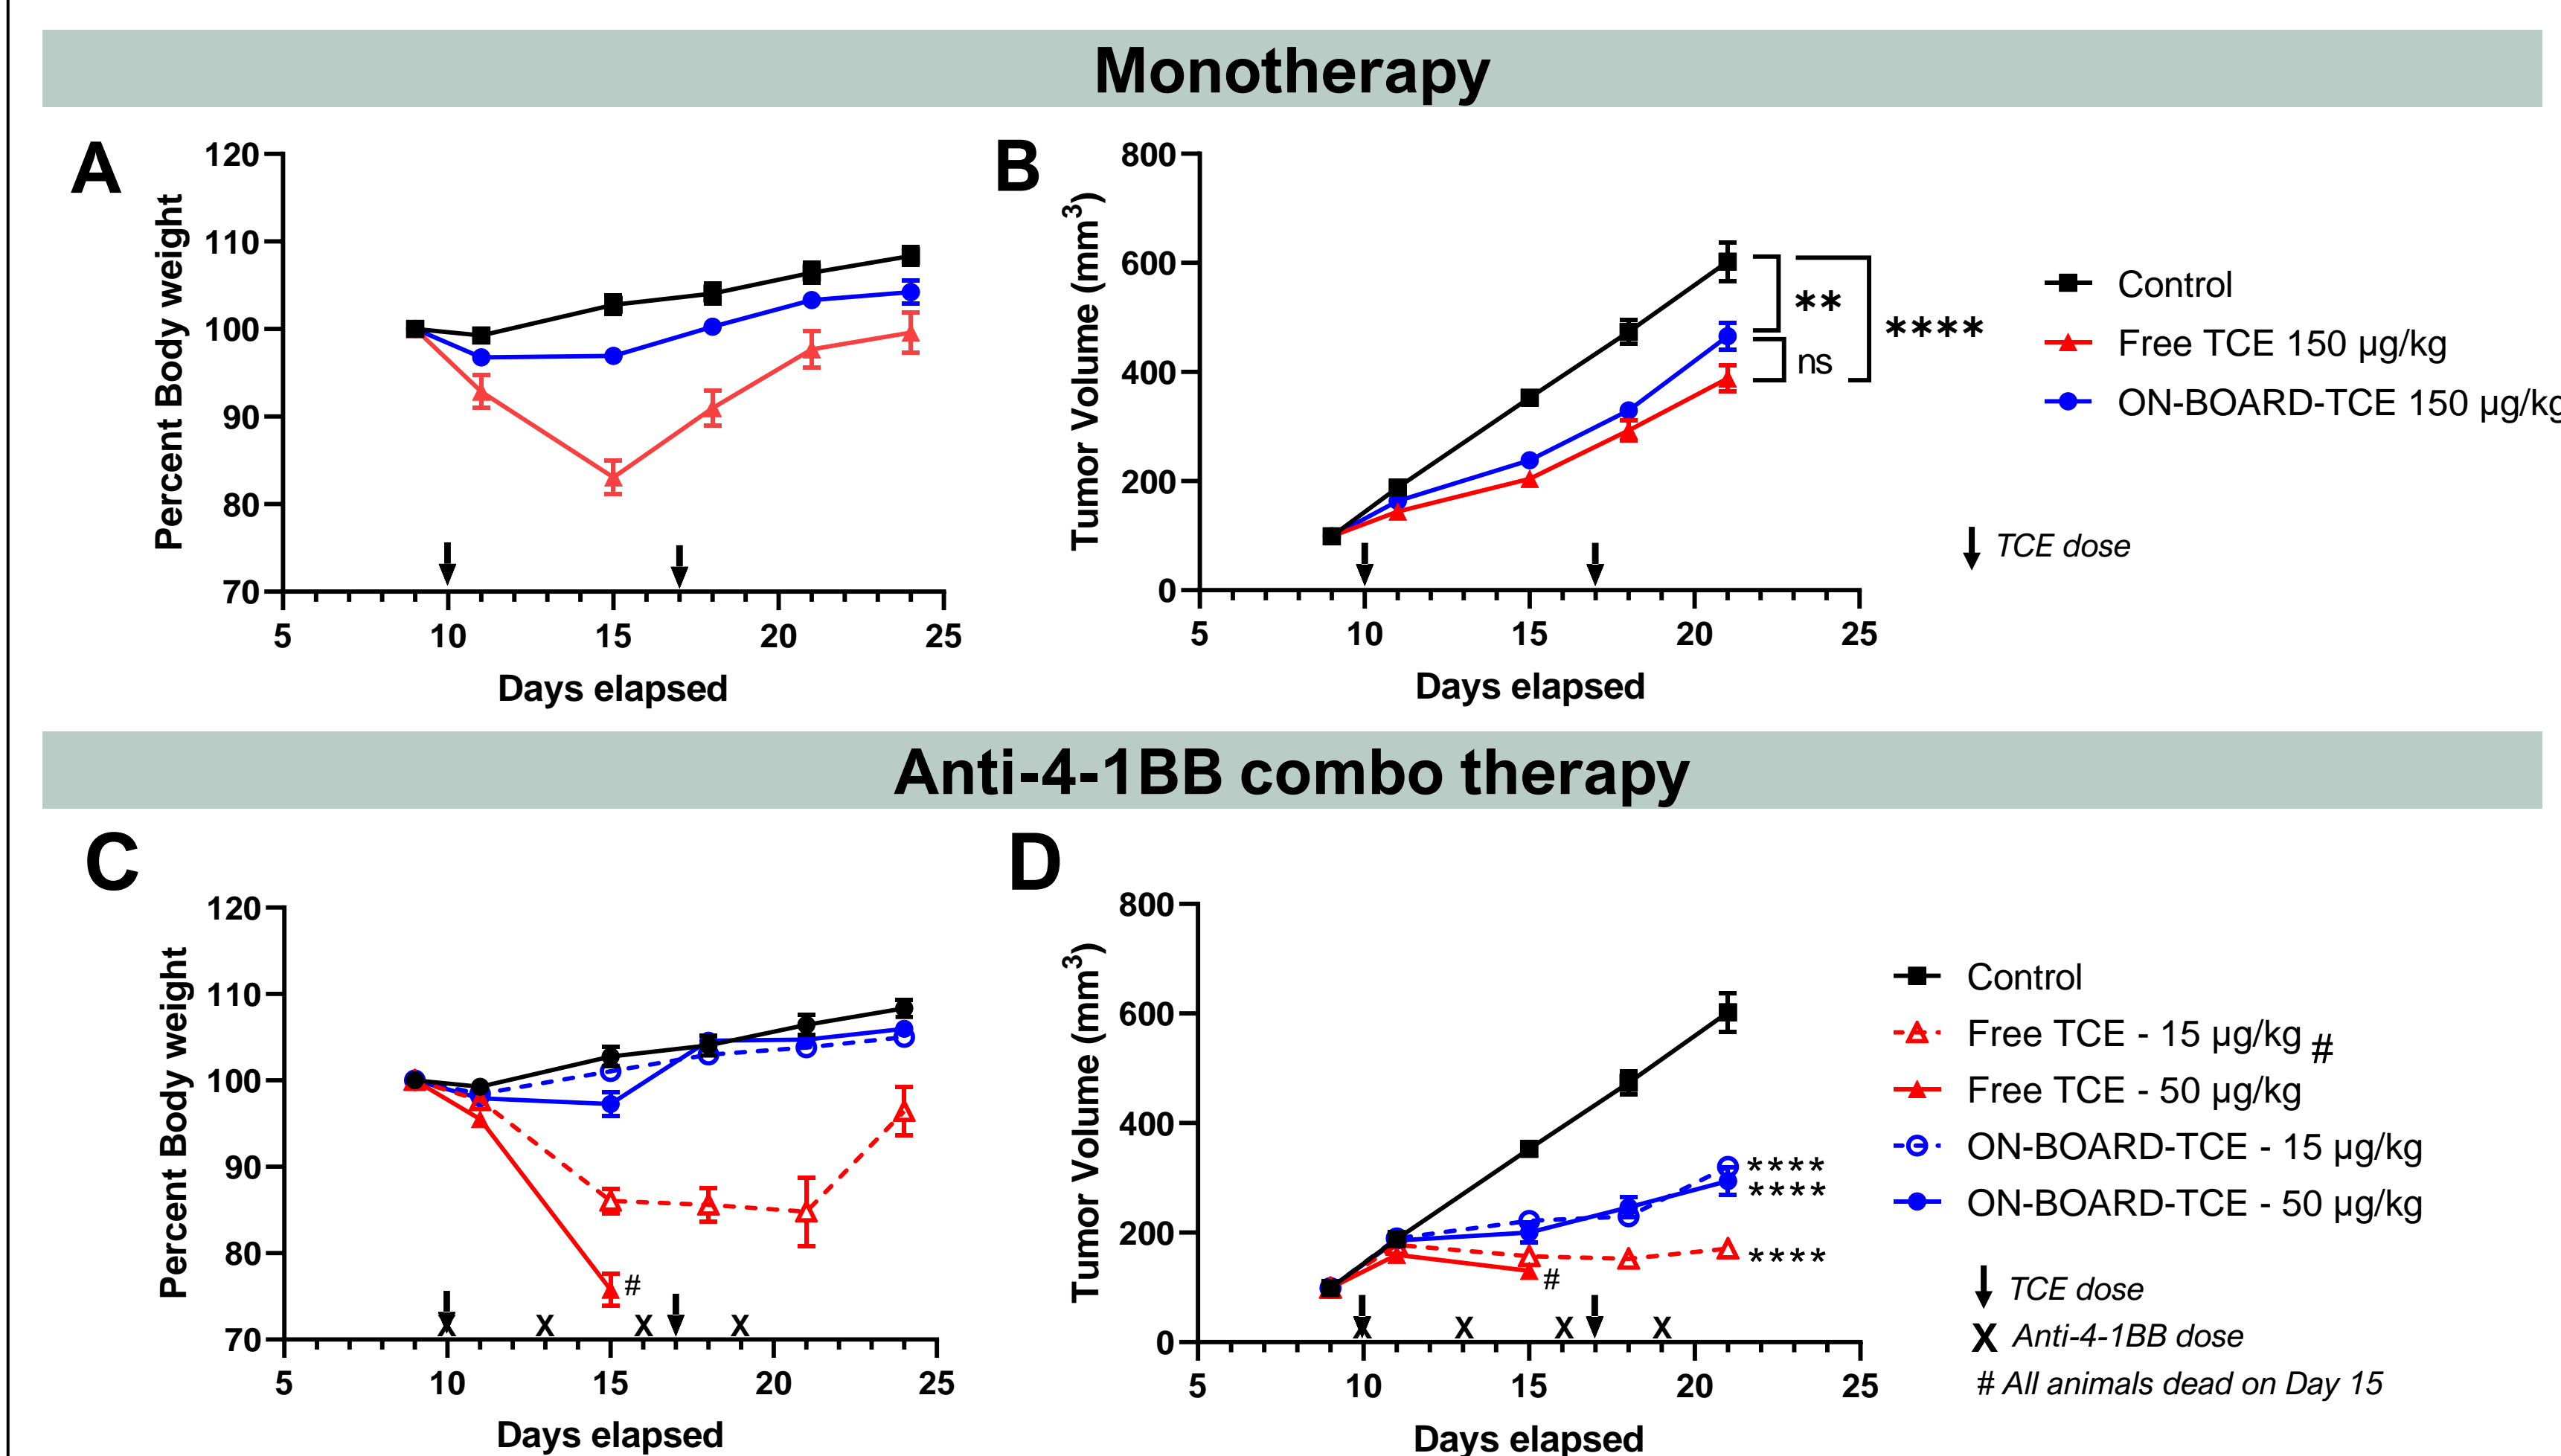 Monotherapy
A
120
110
100
90
80
70
5
10
15
20
25
Percent Body weight
Days elapsed
B
800
600
400
200
0
5
10
15
20
25
Tumor Volume (mm³)
Days elapsed
**
ns
****
Control
Free TCE 150 µg/kg
ON-BOARD-TCE 150 µg/kg
TCE dose
Anti-4-1BB combo therapy
C
120
110
100
90
80
70
5
10
15
20
25
Percent Body weight
Days elapsed
#
X
X
X
X
D
800
600
400
200
0
5
10
15
20
25
Tumor Volume (mm³)
Days elapsed
****
****
****
#
X
X
X
X
Control
Free TCE - 15 µg/kg #
Free TCE - 50 µg/kg
ON-BOARD-TCE - 15 µg/kg
ON-BOARD-TCE - 50 µg/kg
TCE dose
X Anti-4-1BB dose
# All animals dead on Day 15